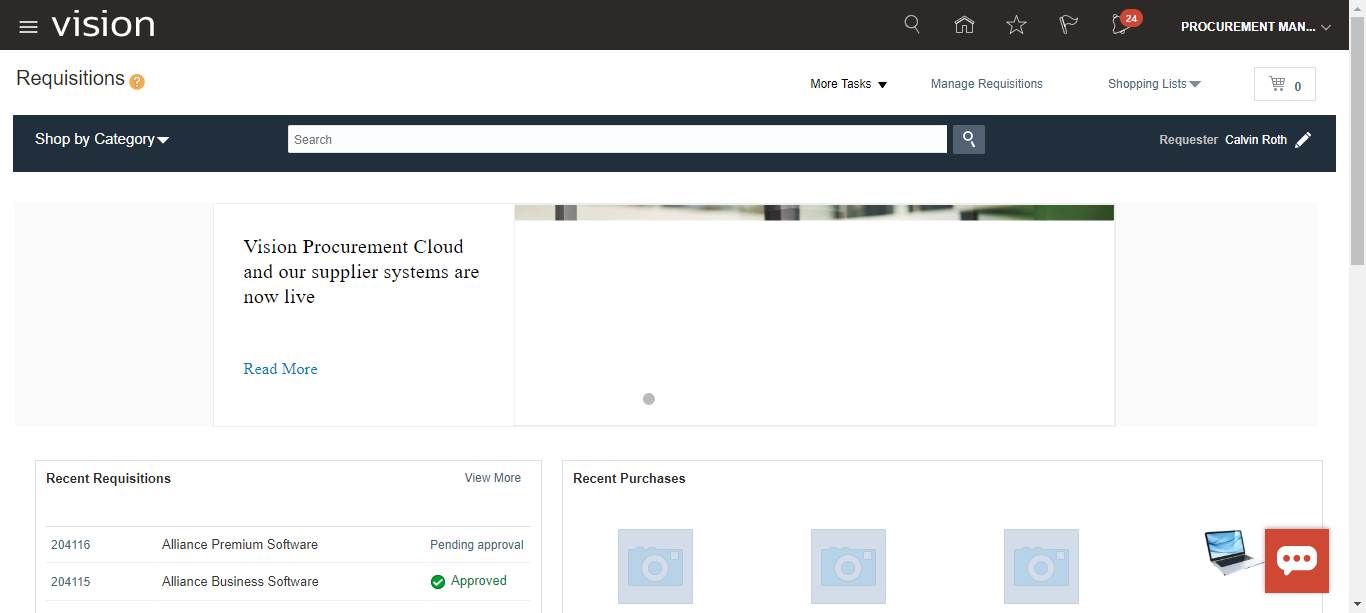 vision
24
PROCUREMENT MAN...
Requisitions ?
More Tasks
Manage Requisitions
Shopping Lists
0
Shop by Category
Search
Requester Calvin Roth
Vision Procurement Cloud
and our supplier systems are
now live
Read More
Recent Requisitions
View More
204116 Alliance Premium Software Pending approval
204115 Alliance Business Software Approved
Recent Purchases